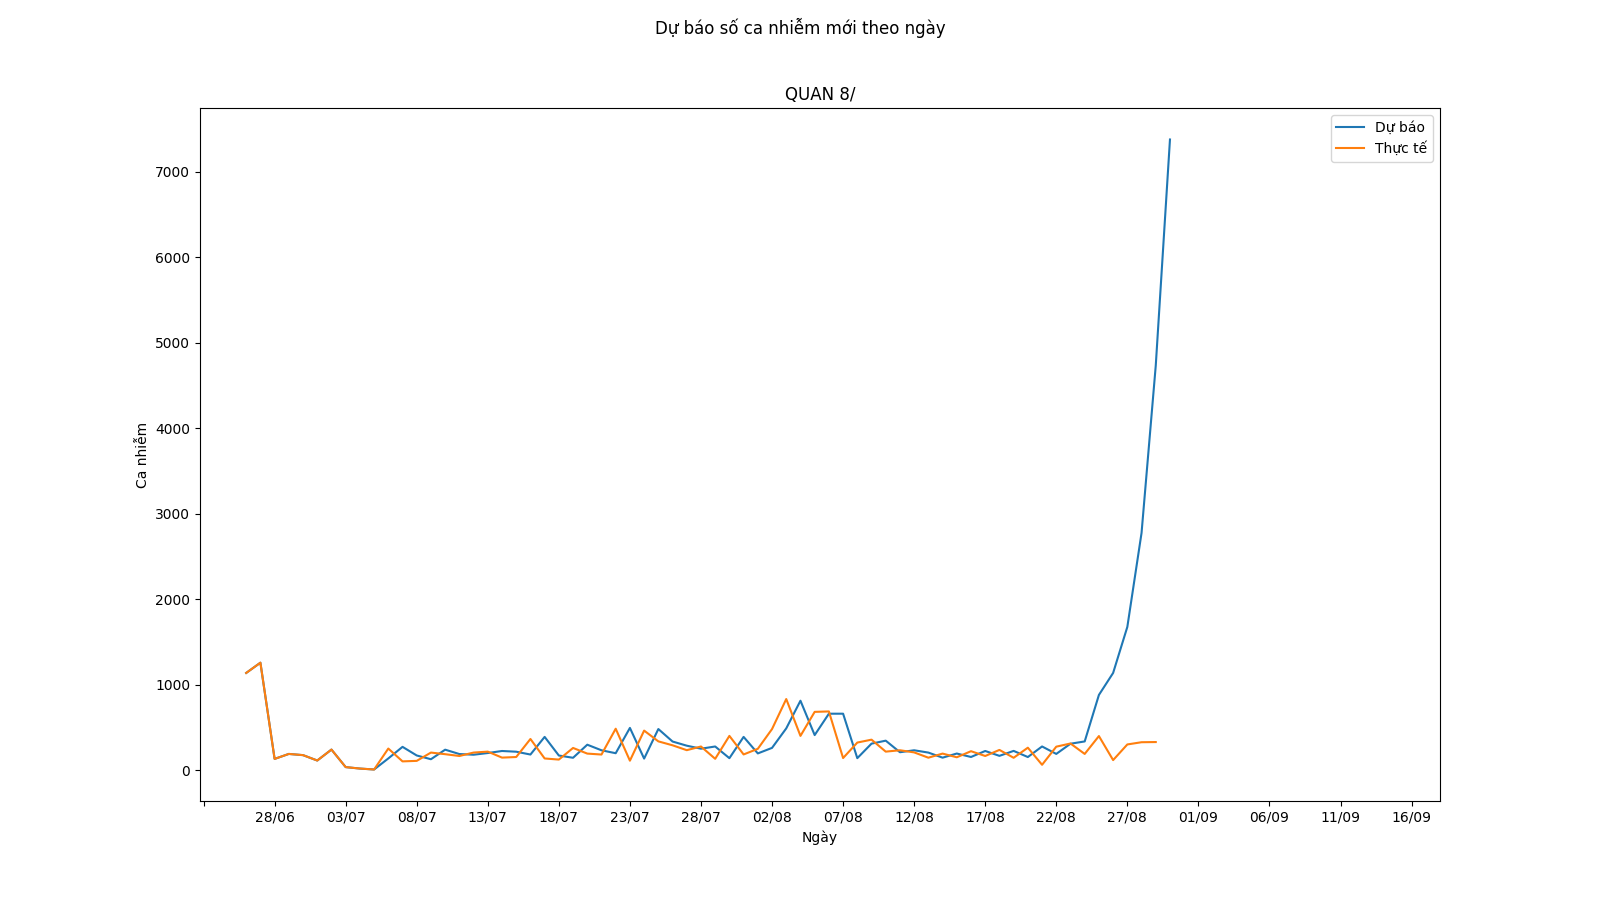 Dự báo số ca nhiễm mới theo ngày
QUAN 8/
Dự báo
Thực tế
7000
6000
5000
4000
3000
2000
1000
0
Ca nhiễm
28/06 03/07 08/07 13/07 18/07 23/07 28/07 02/08 07/08 12/08 17/08 22/08 27/08 01/09 06/09 11/09 16/09
Ngày